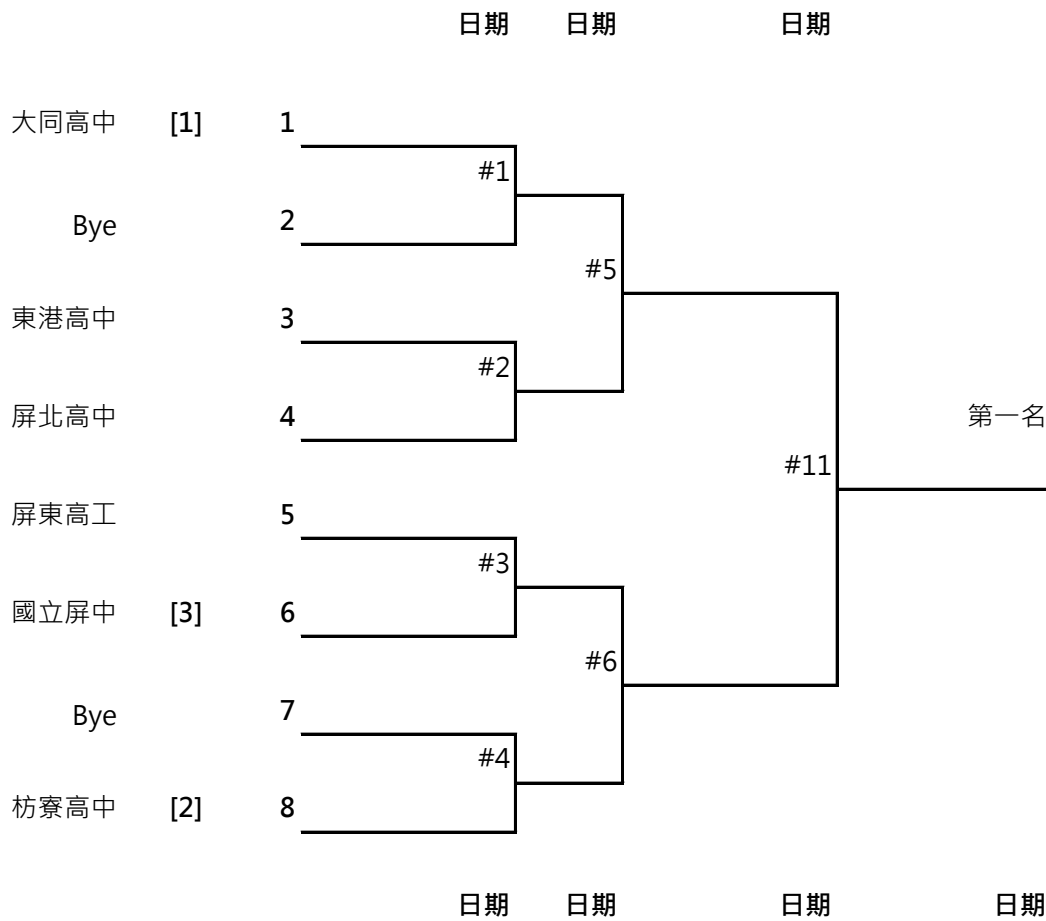 日期 日期 日期
大同高中 [1] 1
#1
Bye 2
#5
東港高中 3
#2
屏北高中 4 第一名
#11
屏東高工 5
#3
國立屏中 [3] 6
#6
Bye 7
#4
枋寮高中 [2] 8
日期 日期 日期 日期